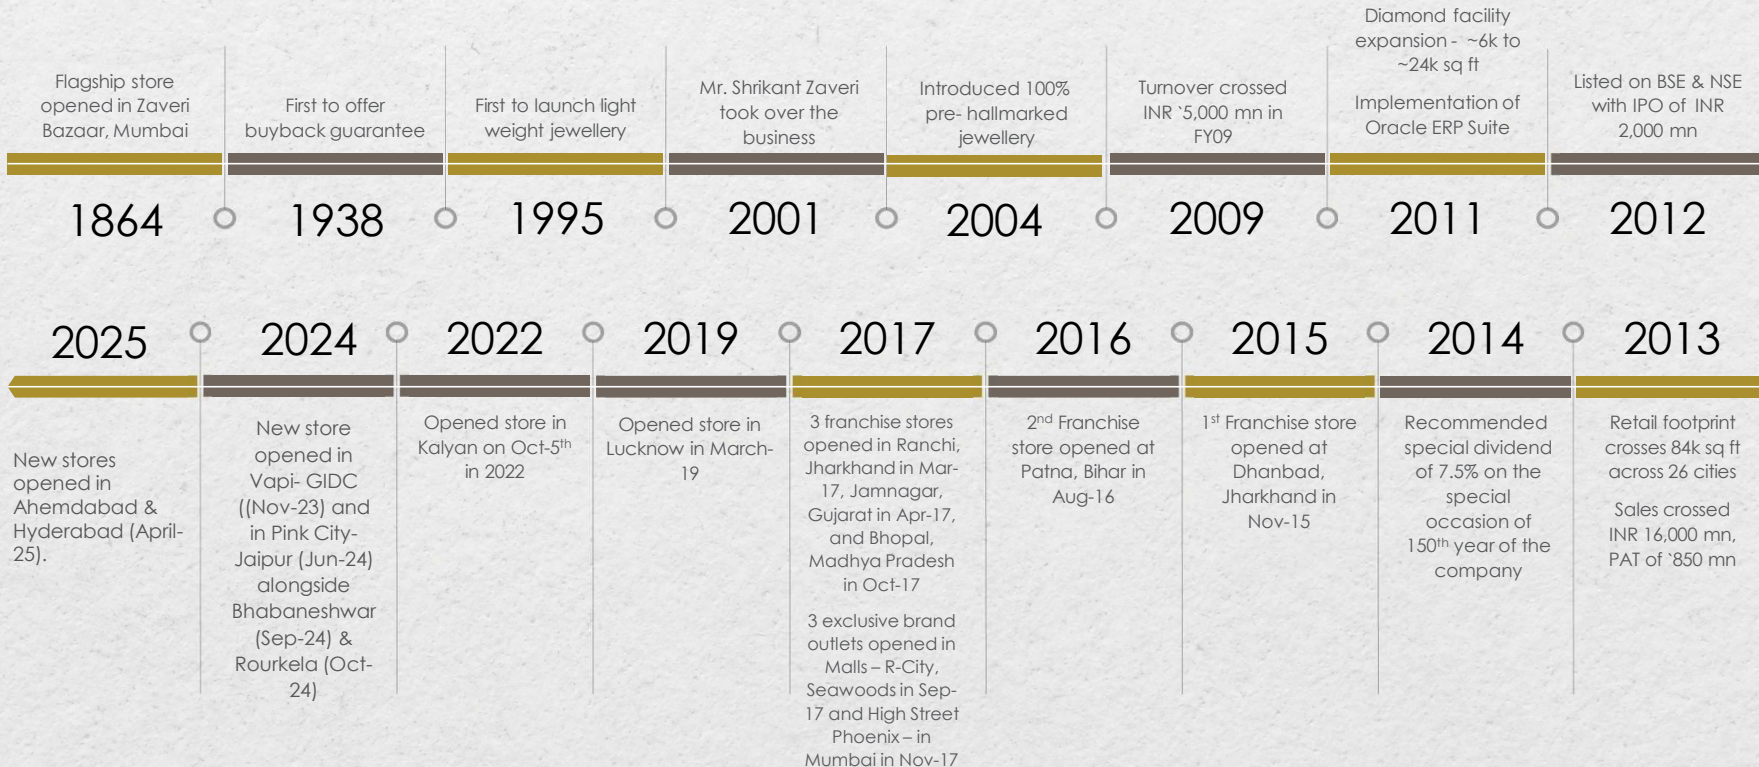 Flagship store
opened in Zaveri
Bazaar, Mumbai
1864
First to offer
buyback guarantee
1938
First to launch light
weight jewellery
1995
Mr. Shrikant Zaveri
took over the
business
2001
Introduced 100%
pre- hallmarked
jewellery
2004
Turnover crossed
INR `5,000 mn in
FY09
2009
Diamond facility
expansion - ~6k to
~24k sq ft
Implementation of
Oracle ERP Suite
2011
Listed on BSE & NSE
with IPO of INR
2,000 mn
2012
2025
New stores
opened in
Ahemdabad &
Hyderabad (April-
25).
2024
New store
opened in
Vapi- GIDC
((Nov-23) and
in Pink City-
Jaipur (Jun-24)
alongside
Bhabaneshwar
(Sep-24) &
Rourkela (Oct-
24)
2022
Opened store in
Kalyan on Oct-5th
in 2022
2019
Opened store in
Lucknow in March-
19
2017
3 franchise stores
opened in Ranchi,
Jharkhand in Mar-
17, Jamnagar,
Gujarat in Apr-17,
and Bhopal,
Madhya Pradesh
in Oct-17
3 exclusive brand
outlets opened in
Malls – R-City,
Seawoods in Sep-
17 and High Street
Phoenix – in
Mumbai in Nov-17
2016
2nd Franchise
store opened at
Patna, Bihar in
Aug-16
2015
1st Franchise store
opened at
Dhanbad,
Jharkhand in
Nov-15
2014
Recommended
special dividend
of 7.5% on the
special
occasion of
150th year of the
company
2013
Retail footprint
crosses 84k sq ft
across 26 cities
Sales crossed
INR 16,000 mn,
PAT of `850 mn